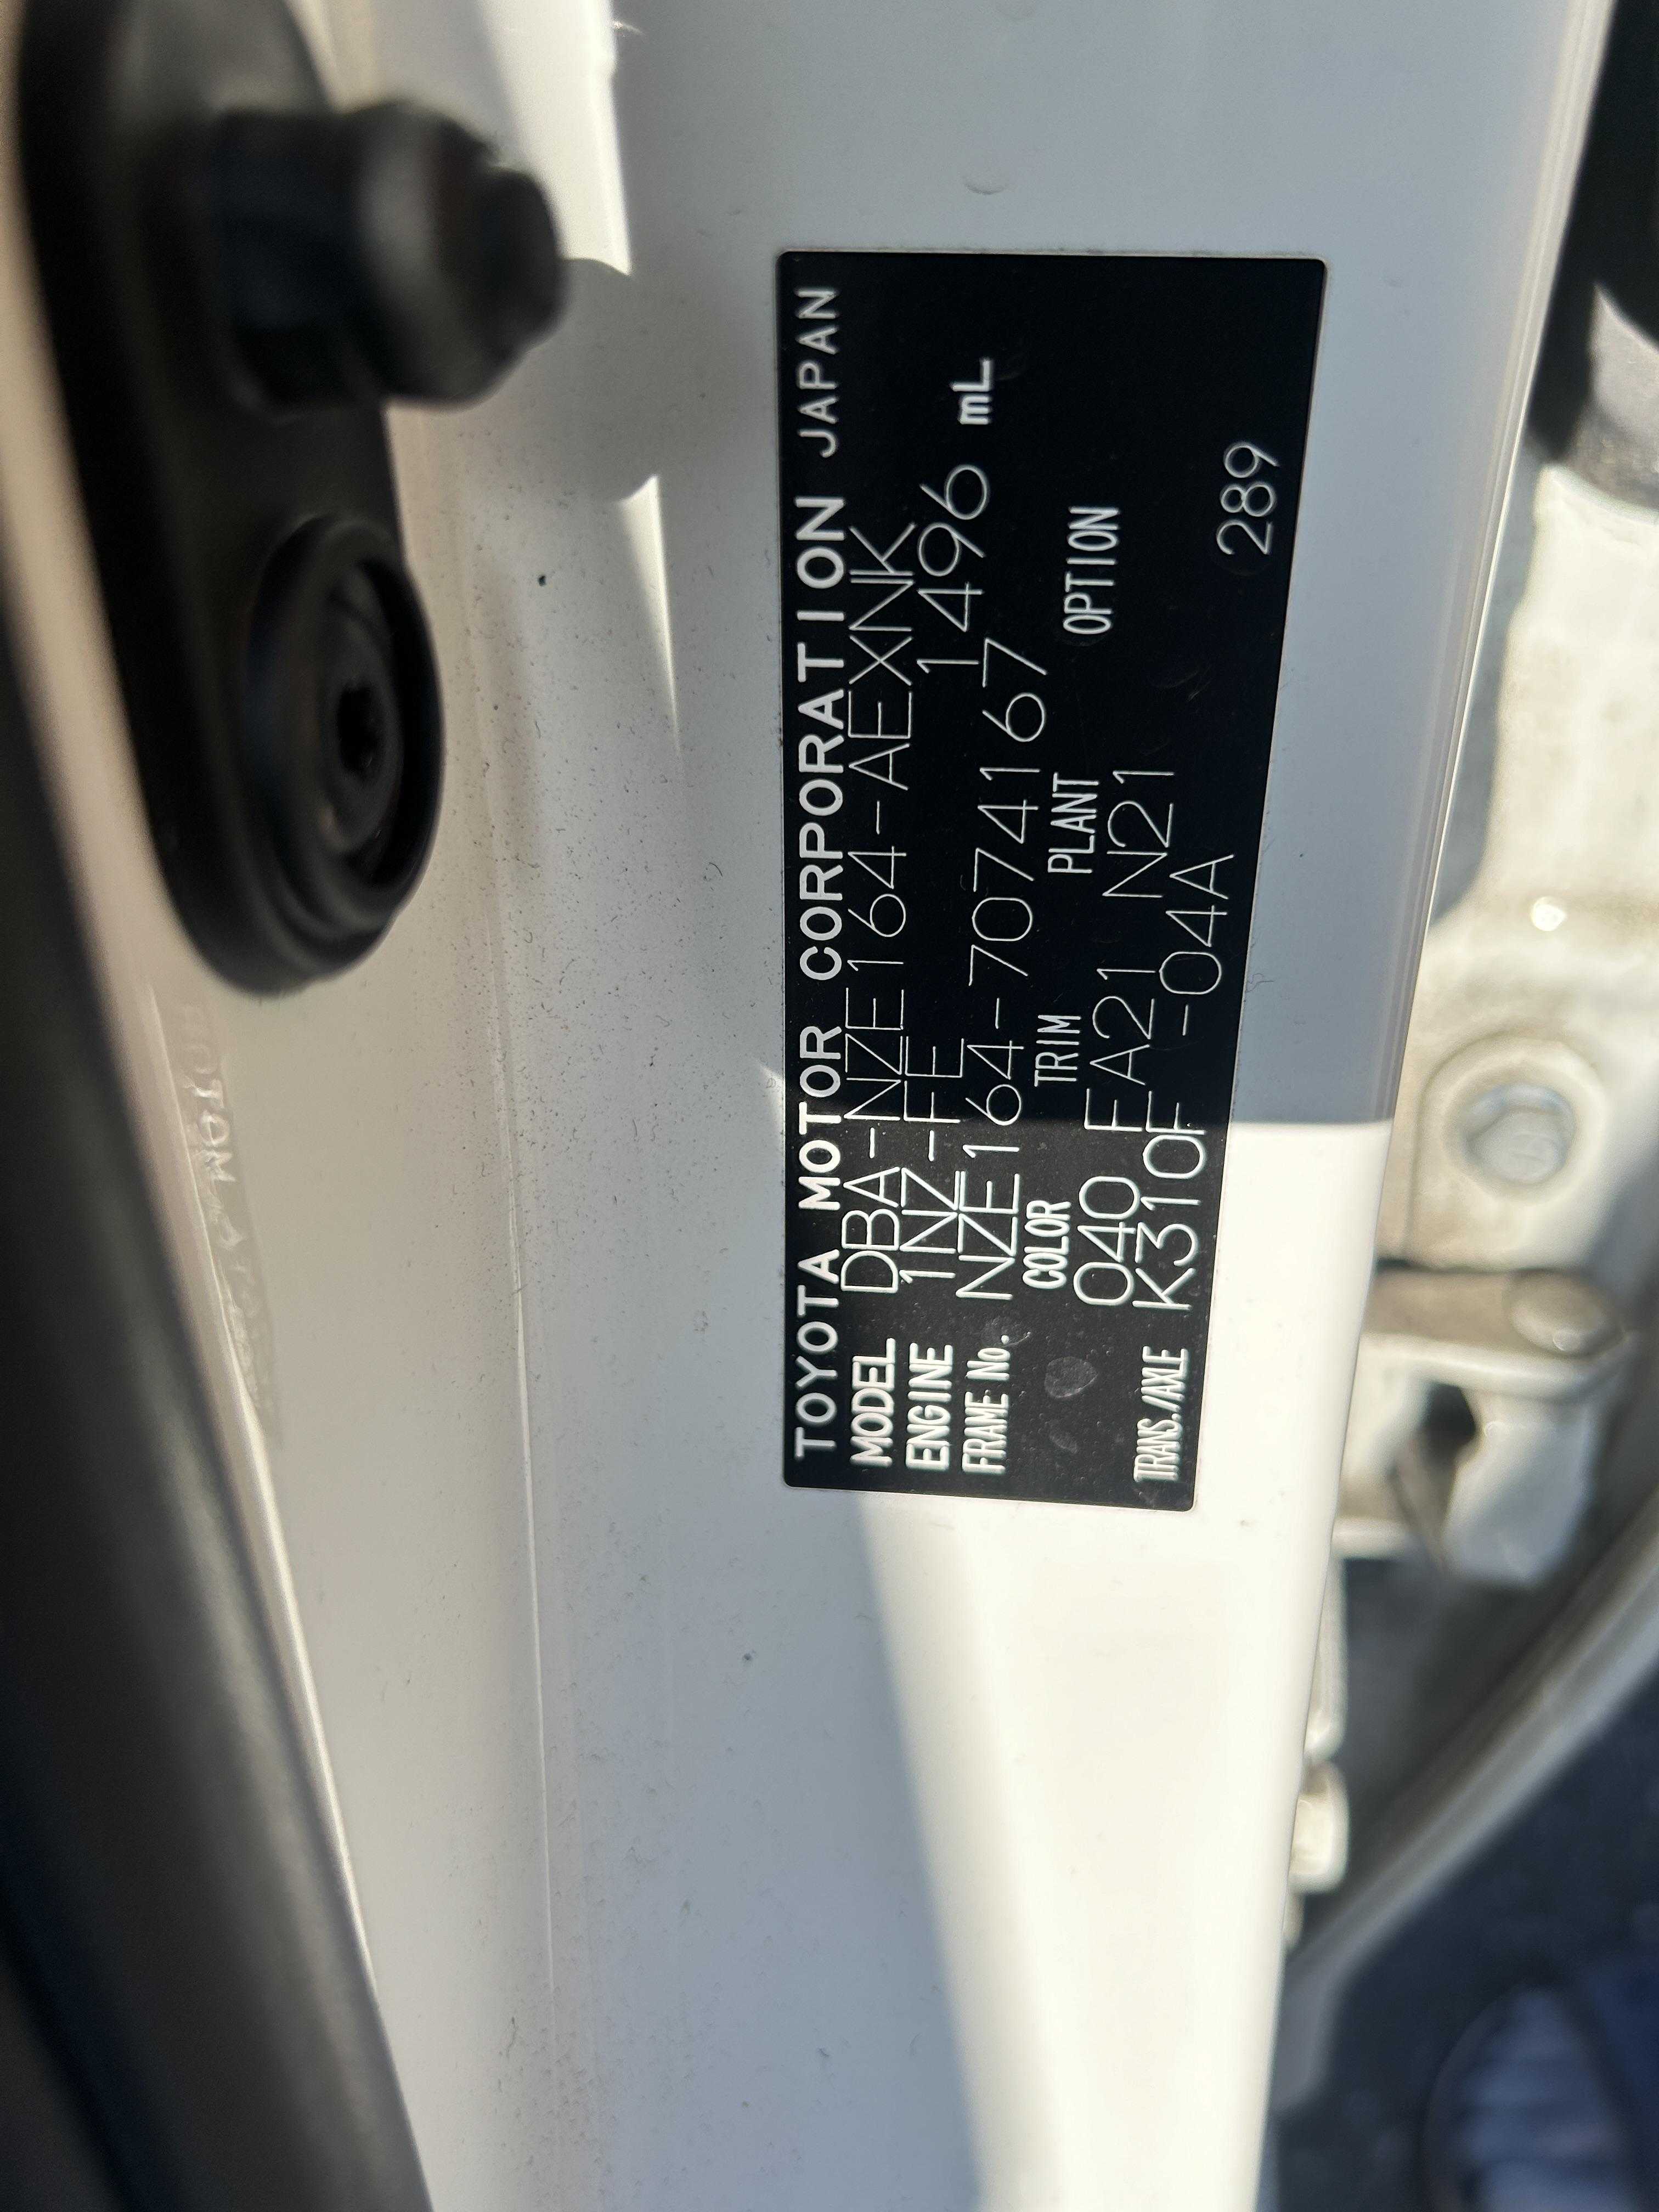 TOYOTA MOTOR CORPORATION JAPAN
MODEL DBA-NZE164-AEXNK
ENGINE 1NZ-FE 1496 mL
FRAME No. NZE164-7074167
COLOR TRIM PLANT OPTION
040 FA21 N21
TRANS./AXLE K310F -04A 289